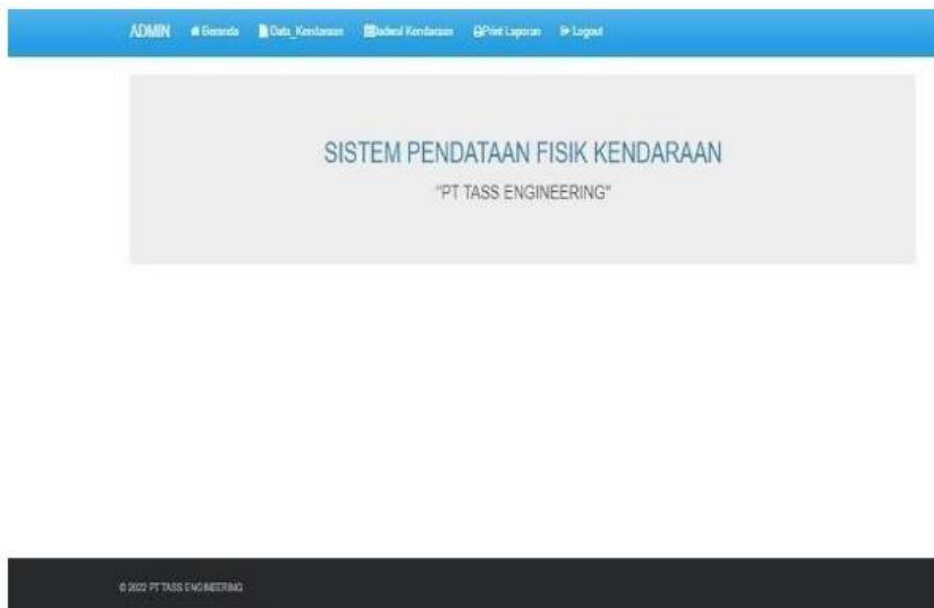 ADMIN Beranda Data_Kendaraan Jadwal Kendaraan Print Laporan Logout
SISTEM PENDATAAN FISIK KENDARAAN
"PT TASS ENGINEERING"
© 2022 PT TASS ENGINEERING